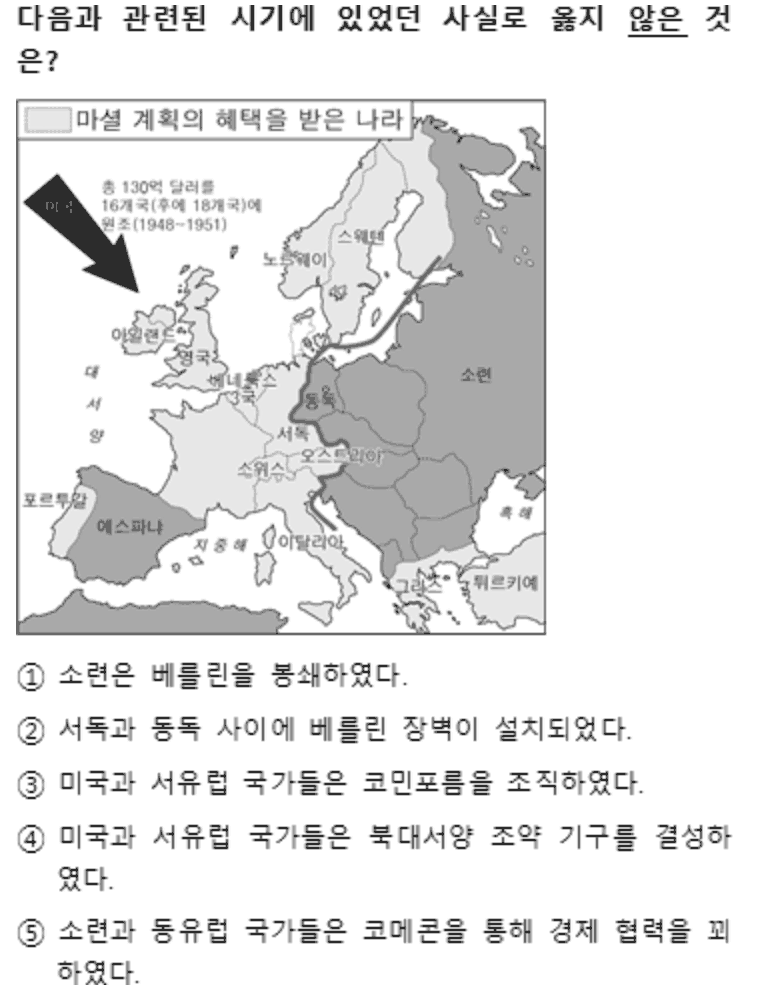 다음과 관련된 시기에 있었던 사실로 옳지 않은 것
은?
마셜 계획의 혜택을 받은 나라
총 130억 달러를
16개국(후에 18개국)에
원조(1948~1951)
미국
스웨덴
노르웨이
아일랜드
영국
대
서
양
베네룩스
3국
동독
소련
서독
오스트리아
스위스
포르투갈
에스파냐
흑해
지중해
이탈리아
그리스
튀르키예
① 소련은 베를린을 봉쇄하였다.
② 서독과 동독 사이에 베를린 장벽이 설치되었다.
③ 미국과 서유럽 국가들은 코민포름을 조직하였다.
④ 미국과 서유럽 국가들은 북대서양 조약 기구를 결성하
였다.
⑤ 소련과 동유럽 국가들은 코메콘을 통해 경제 협력을 꾀
하였다.